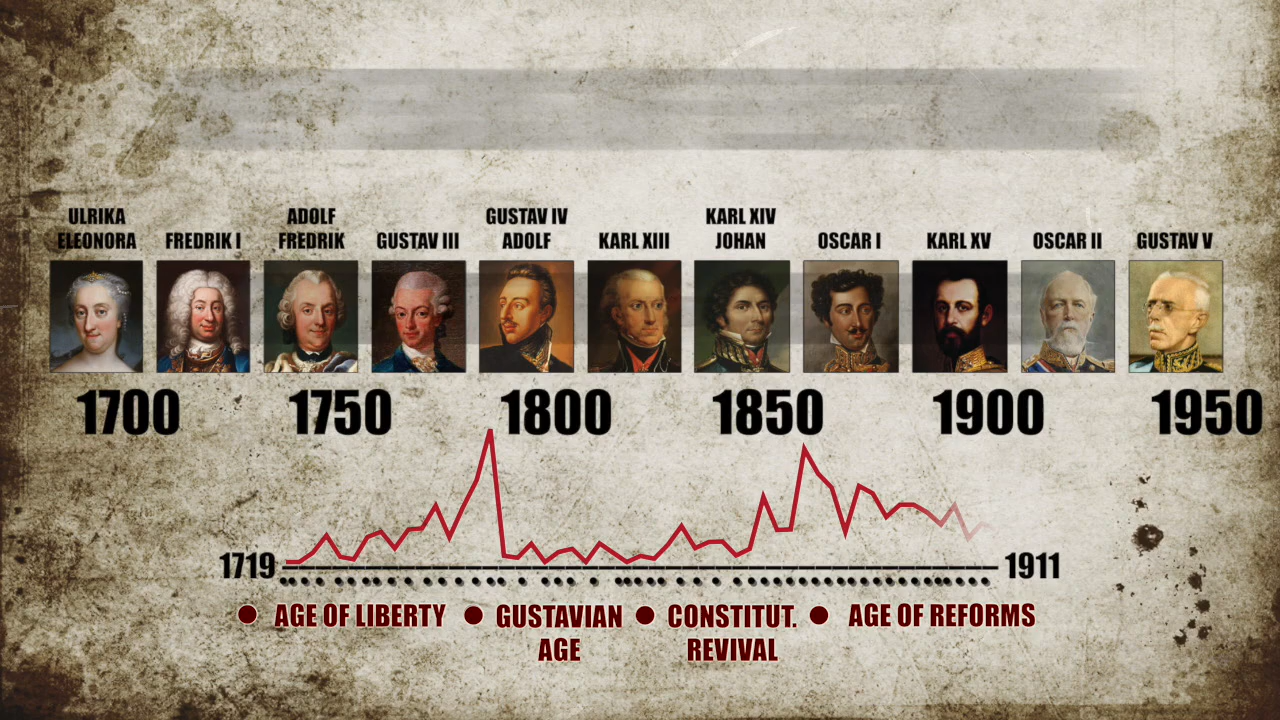 ULRIKA
ELEONORA
FREDRIK I
ADOLF
FREDRIK
GUSTAV III
GUSTAV IV
ADOLF
KARL XIII
KARL XIV
JOHAN
OSCAR I
KARL XV
OSCAR II
GUSTAV V
1700 1750 1800 1850 1900 1950
1719 1911
AGE OF LIBERTY
GUSTAVIAN
AGE
CONSTITUT.
REVIVAL
AGE OF REFORMS